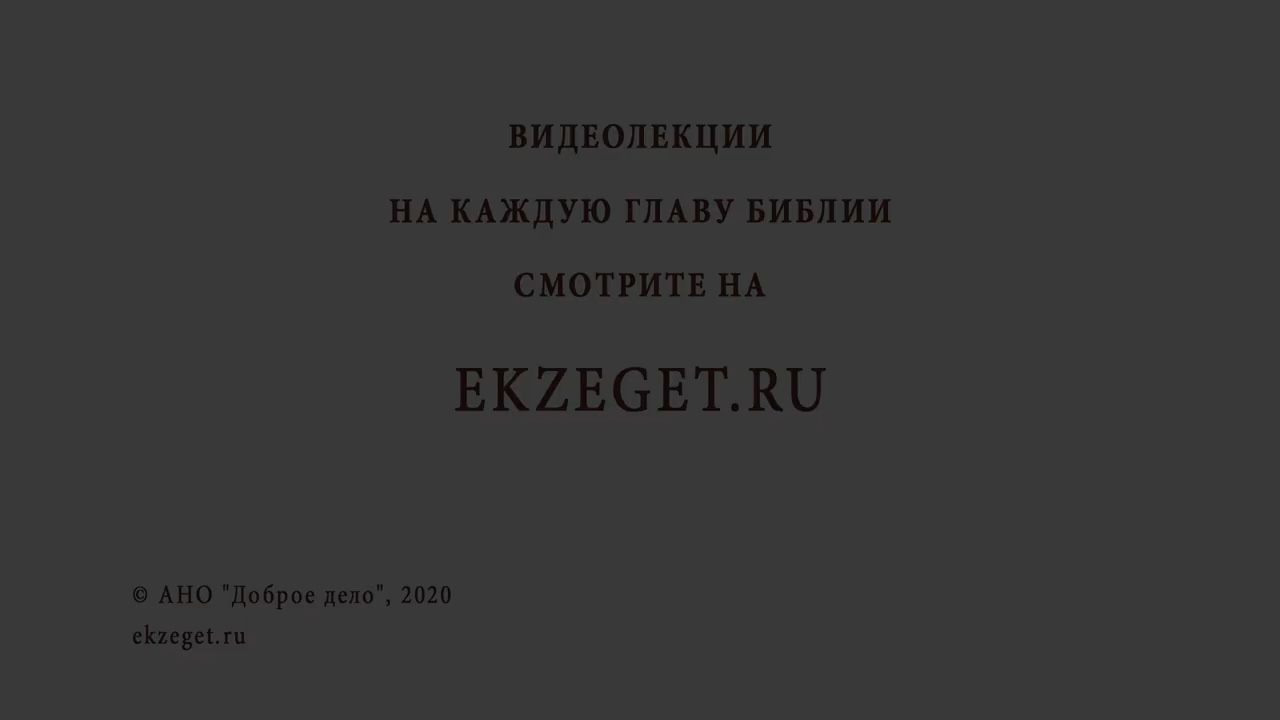 ВИДЕОЛЕКЦИИ
НА КАЖДУЮ ГЛАВУ БИБЛИИ
СМОТРИТЕ НА
EKZEGET.RU
© АНО "Доброе дело", 2020
ekzeget.ru